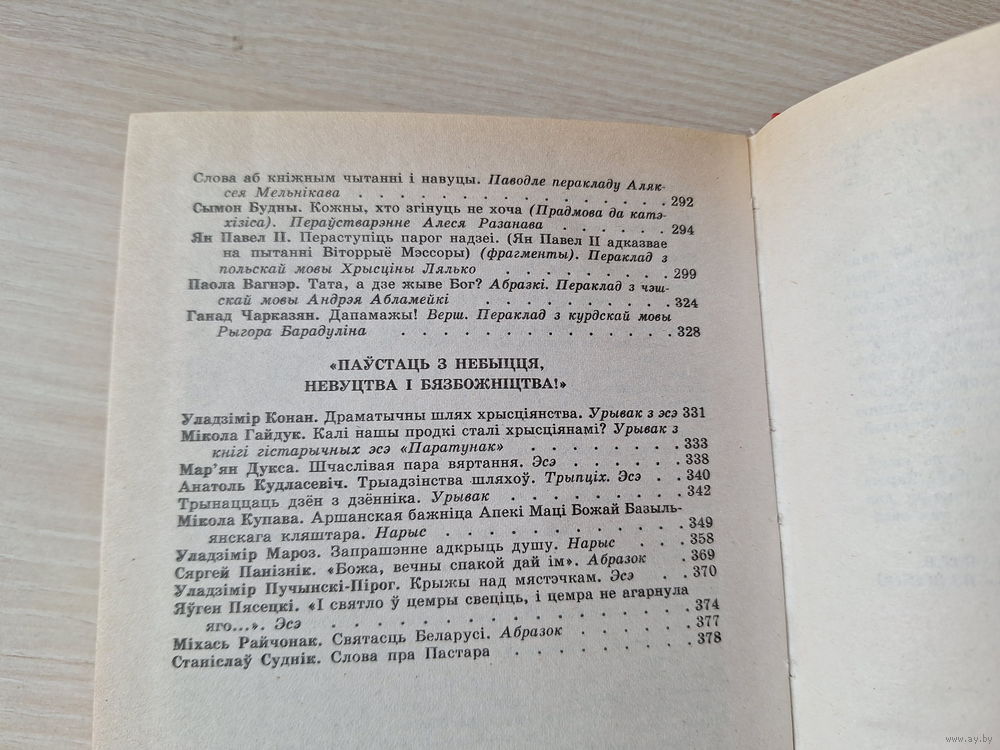 Слова аб кніжным чытанні і навуцы. Паводле перакладу Аляк-
сея Мельнікава . . . . . . . . . . . . . . 292
Сымон Будны. Кожны, хто згінуць не хоча (Прадмова да катэ-
хізіса). Пераўстварэнне Алеся Разанава . . . . . 294
Ян Павел II. Пераступіць парог надзеі. (Ян Павел II адказвае
на пытанні Віторрыё Мэссоры) (фрагменты). Пераклад з
польскай мовы Хрысціны Лялько . . . . . . . . 299
Паола Вагнэр. Тата, а дзе жыве Бог? Абразкі. Пераклад з чэш-
скай мовы Андрэя Абламейкі . . . . . . . . . 324
Ганад Чарказян. Дапамажы! Верш. Пераклад з курдскай мовы
Рыгора Барадуліна . . . . . . . . . . . . . 328
«ПАЎСТАЦЬ З НЕБЫЦЦЯ,
НЕВУЦТВА І БЯЗБОЖНІЦТВА!»
Уладзімір Конан. Драматычны шлях хрысціянства. Урывак з эсэ 331
Мікола Гайдук. Калі нашы продкі сталі хрысціянамі? Урывак з
кнігі гістарычных эсэ «Паратунак» . . . . . . . 333
Мар'ян Дукса. Шчаслівая пара вяртання. Эсэ . . . . . 338
Анатоль Кудласевіч. Трыадзінства шляхоў. Трыпціх. Эсэ . . 340
Трынаццаць дзён з дзённіка. Урывак . . . . . . . . 342
Мікола Купава. Аршанская бажніца Апекі Маці Божай Базыль-
янскага кляштара. Нарыс . . . . . . . . . . 349
Уладзімір Мароз. Запрашэнне адкрыць душу. Нарыс . . . . 358
Сяргей Панізнік. «Божа, вечны спакой дай ім». Абразок . . . 369
Уладзімір Пучынскі-Пірог. Крыжы над мястэчкам. Эсэ . . 370
Яўген Пясецкі. «І святло ў цемры свеціць, і цемра не агарнула
яго...». Эсэ . . . . . . . . . . . . . . 374
Міхась Райчонак. Святасць Беларусі. Абразок . . . . . . 377
Станіслаў Суднік. Слова пра Пастара . . . . . . . . 378
www.ay.by